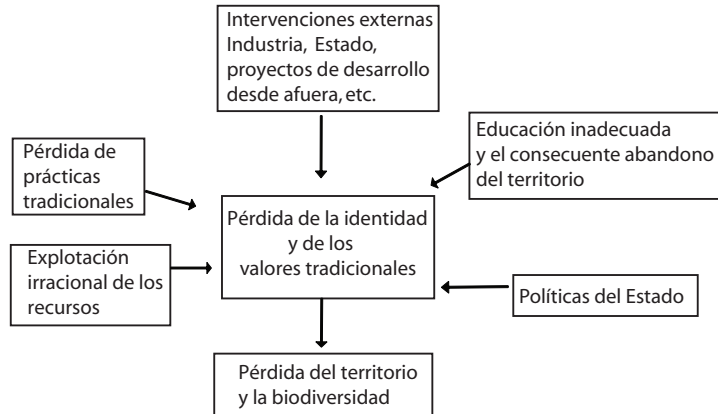 Intervenciones externas
Industria, Estado,
proyectos de desarrollo
desde afuera, etc.
Educación inadecuada
y el consecuente abandono
del territorio
Pérdida de
prácticas
tradicionales
Pérdida de la identidad
y de los
valores tradicionales
Explotación
irracional de los
recursos
Políticas del Estado
Pérdida del territorio
y la biodiversidad